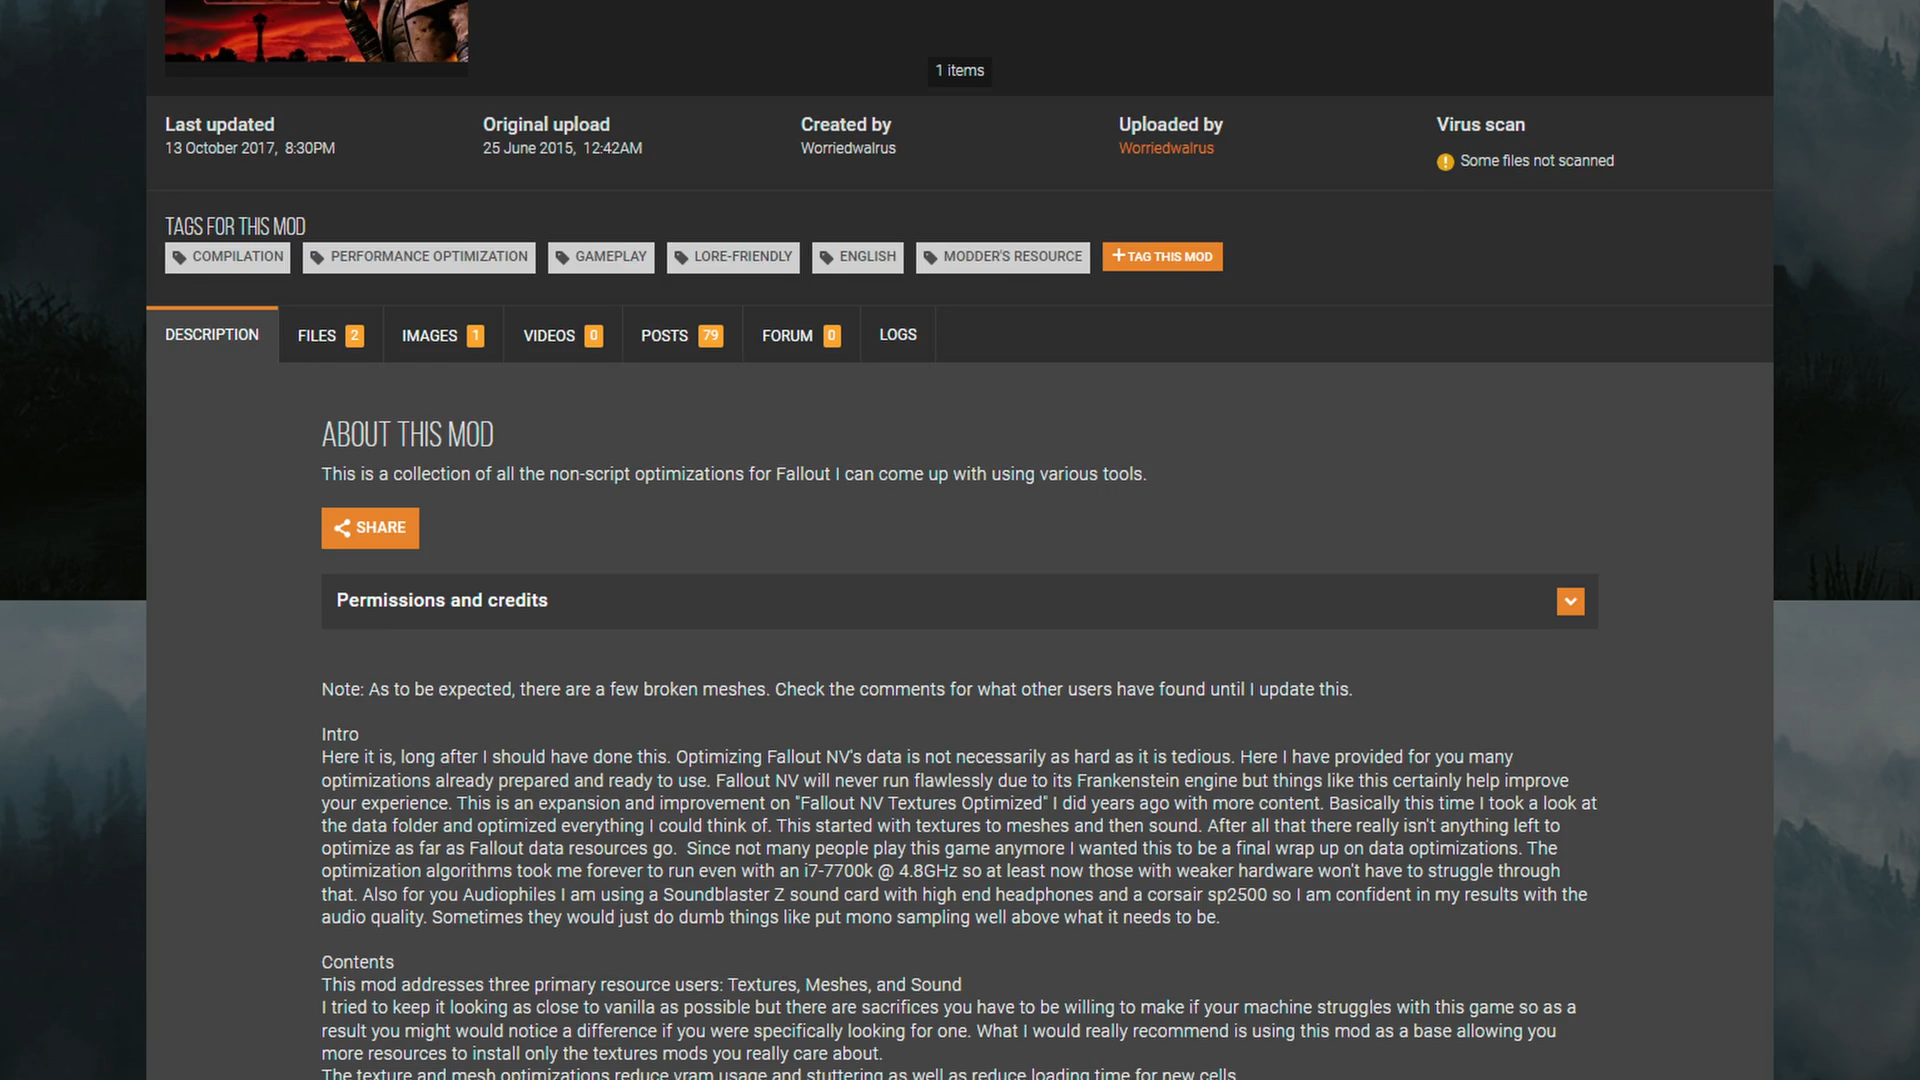 1 items
Last updated
13 October 2017, 8:30PM
Original upload
25 June 2015, 12:42AM
Created by
Worriedwalrus
Uploaded by
Worriedwalrus
Virus scan
Some files not scanned
TAGS FOR THIS MOD
COMPILATION PERFORMANCE OPTIMIZATION GAMEPLAY LORE-FRIENDLY ENGLISH MODDER'S RESOURCE +TAG THIS MOD
DESCRIPTION FILES 2 IMAGES 1 VIDEOS 0 POSTS 79 FORUM 0 LOGS
ABOUT THIS MOD
This is a collection of all the non-script optimizations for Fallout I can come up with using various tools.
SHARE
Permissions and credits
Note: As to be expected, there are a few broken meshes. Check the comments for what other users have found until I update this.
Intro
Here it is, long after I should have done this. Optimizing Fallout NV's data is not necessarily as hard as it is tedious. Here I have provided for you many
optimizations already prepared and ready to use. Fallout NV will never run flawlessly due to its Frankenstein engine but things like this certainly help improve
your experience. This is an expansion and improvement on "Fallout NV Textures Optimized" I did years ago with more content. Basically this time I took a look at
the data folder and optimized everything I could think of. This started with textures to meshes and then sound. After all that there really isn't anything left to
optimize as far as Fallout data resources go.  Since not many people play this game anymore I wanted this to be a final wrap up on data optimizations. The
optimization algorithms took me forever to run even with an i7-7700k @ 4.8GHz so at least now those with weaker hardware won't have to struggle through
that. Also for you Audiophiles I am using a Soundblaster Z sound card with high end headphones and a corsair sp2500 so I am confident in my results with the
audio quality. Sometimes they would just do dumb things like put mono sampling well above what it needs to be.
Contents
This mod addresses three primary resource users: Textures, Meshes, and Sound
I tried to keep it looking as close to vanilla as possible but there are sacrifices you have to be willing to make if your machine struggles with this game so as a
result you might would notice a difference if you were specifically looking for one. What I would really recommend is using this mod as a base allowing you
more resources to install only the textures mods you really care about.
The texture and mesh optimizations reduce vram usage and stuttering as well as reduce loading time for new cells.